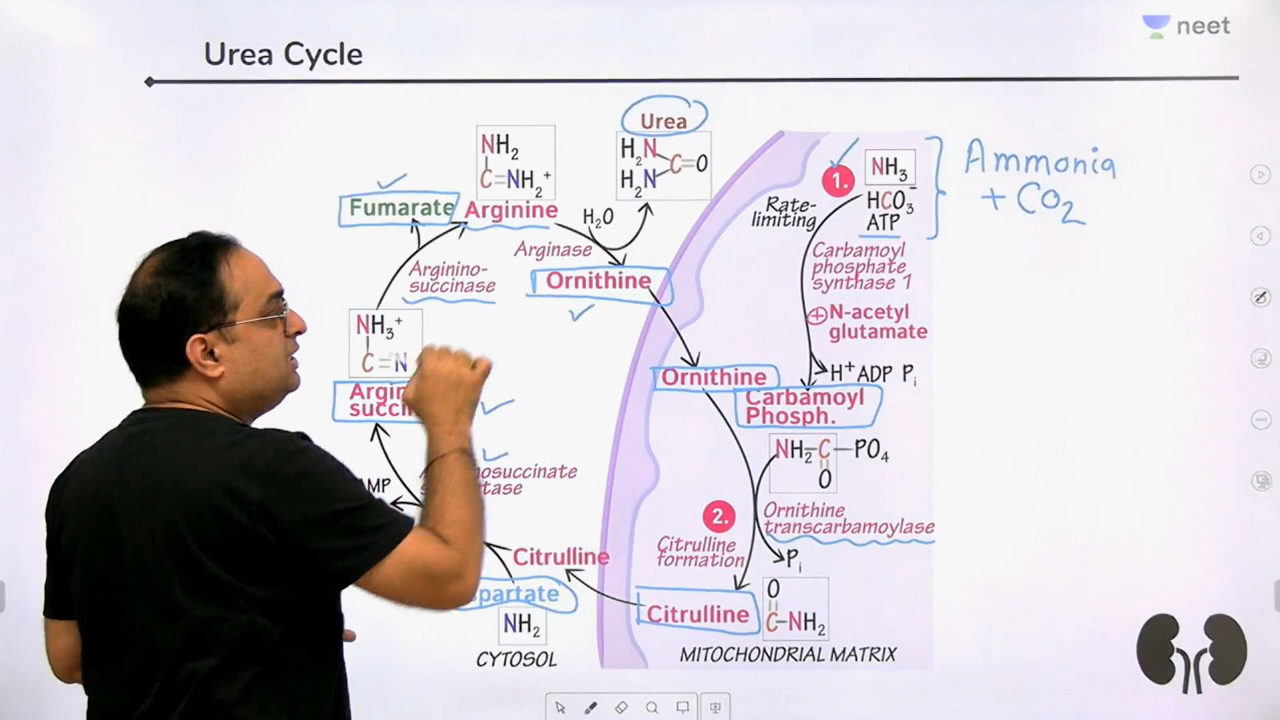 neet
Urea Cycle
Urea
NH2
C=NH2+
H2N
C=O
H2N
Fumarate
Arginine
H2O
Arginase
Arginino-
succinase
Ornithine
NH3+
C=N
MP
Citrulline
partate
NH2
CYTOSOL
1.
NH3
HCO3-
ATP
Rate-
limiting
Carbamoyl
phosphate
synthase 1
+ N-acetyl
glutamate
H+ ADP Pi
Ornithine
Carbamoyl
Phosph.
NH2-C-PO4
O
2.
Ornithine
transcarbamoylase
Citrulline
formation
Pi
Citrulline
O
C-NH2
MITOCHONDRIAL MATRIX
Ammonia
+ CO2